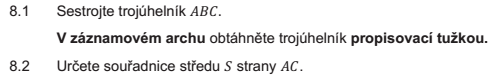 8.1 Sestrojte trojúhelník ABC.
V záznamovém archu obtáhněte trojúhelník propisovací tužkou.
8.2 Určete souřadnice středu S strany AC.